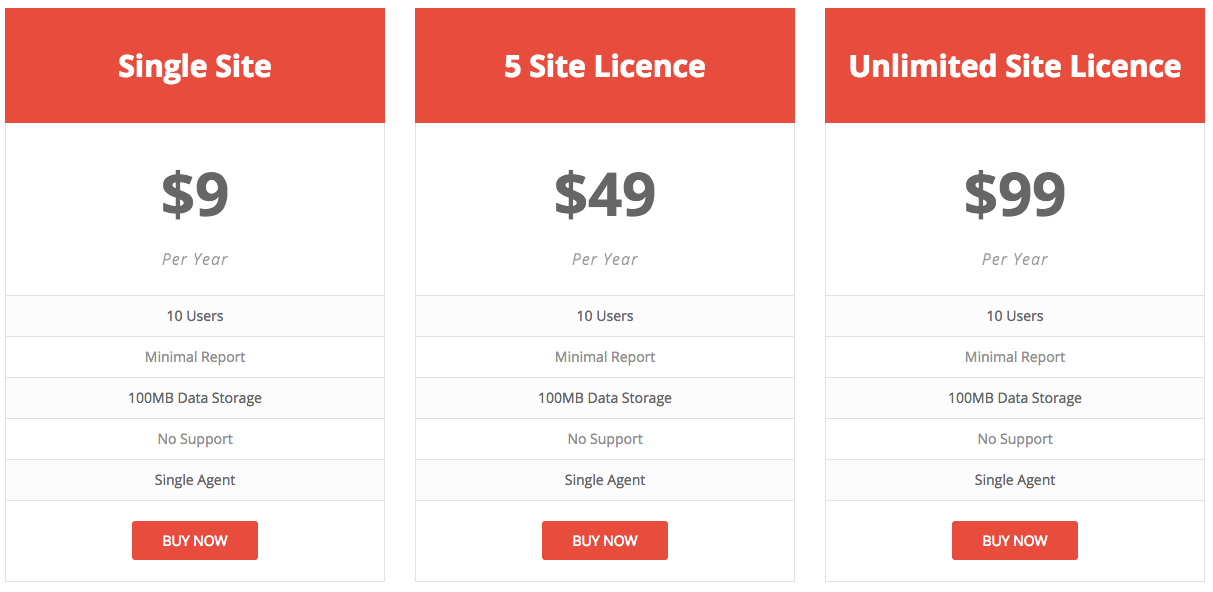 Single Site
$9
Per Year
10 Users
Minimal Report
100MB Data Storage
No Support
Single Agent
BUY NOW
5 Site Licence
$49
Per Year
10 Users
Minimal Report
100MB Data Storage
No Support
Single Agent
BUY NOW
Unlimited Site Licence
$99
Per Year
10 Users
Minimal Report
100MB Data Storage
No Support
Single Agent
BUY NOW